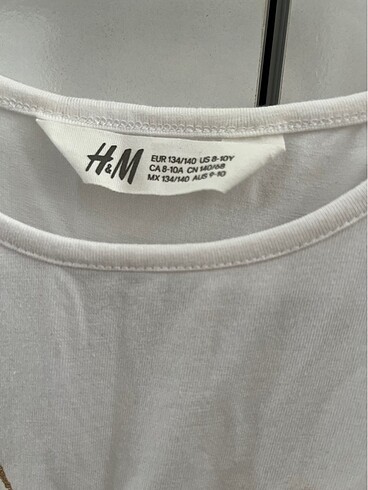 H&M
EUR 134/140 US 8-10Y
CA 8-10A CN 140/68
MX 134/140 AUS 9-10